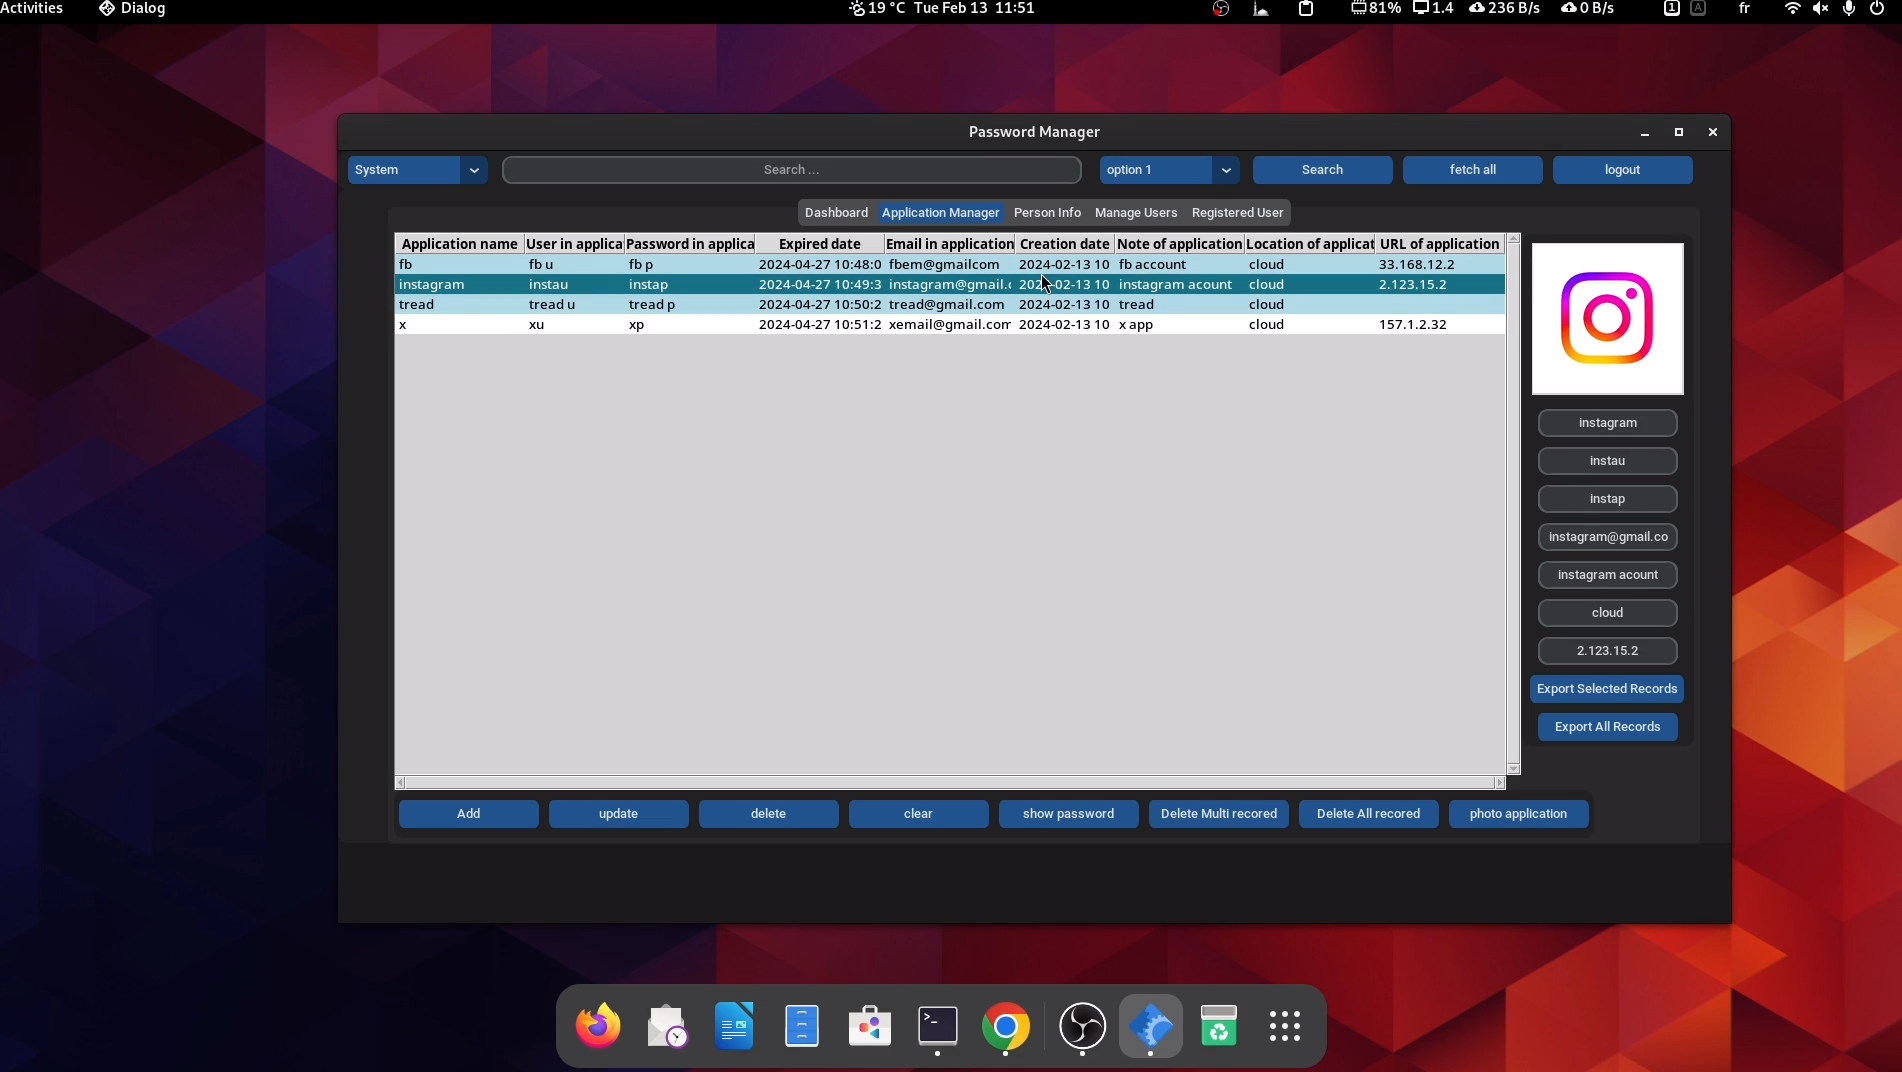 Activities Dialog 19 °C Tue Feb 13 11:51 81% 1.4 236 B/s 0 B/s 1 A fr
Password Manager
System Search ... option 1 Search fetch all logout
Dashboard Application Manager Person Info Manage Users Registered User
Application name User in applica Password in applica Expired date Email in application Creation date Note of application Location of applicat URL of application
fb fb u fb p 2024-04-27 10:48:0 fbem@gmailcom 2024-02-13 10 fb account cloud 33.168.12.2
instagram instau instap 2024-04-27 10:49:3 instagram@gmail.c 2024-02-13 10 instagram acount cloud 2.123.15.2
tread tread u tread p 2024-04-27 10:50:2 tread@gmail.com 2024-02-13 10 tread cloud
x xu xp 2024-04-27 10:51:2 xemail@gmail.com 2024-02-13 10 x app cloud 157.1.2.32
instagram
instau
instap
instagram@gmail.co
instagram acount
cloud
2.123.15.2
Export Selected Records
Export All Records
Add update delete clear show password Delete Multi recored Delete All recored photo application
>_